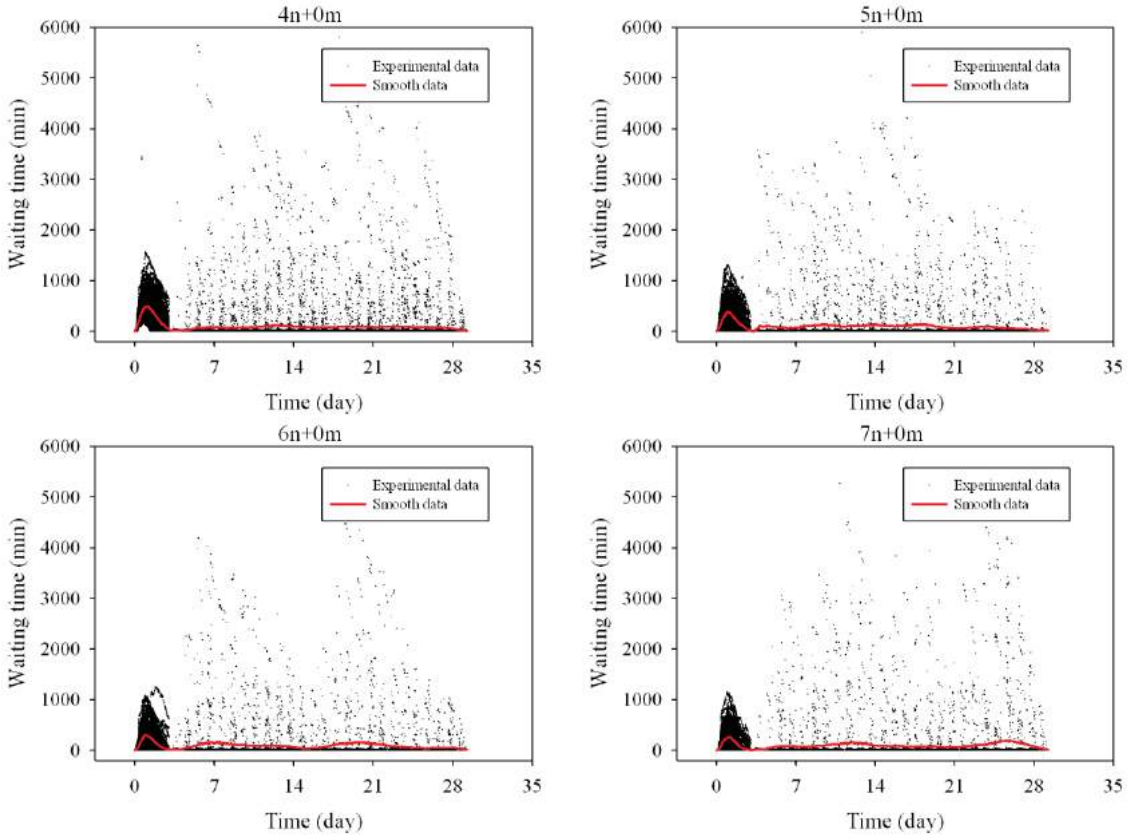 4n+0m
6000
5000
4000
3000
2000
1000
0
Waiting time (min)
Experimental data
Smooth data
0 7 14 21 28 35
Time (day)
5n+0m
6000
5000
4000
3000
2000
1000
0
Waiting time (min)
Experimental data
Smooth data
0 7 14 21 28 35
Time (day)
6n+0m
6000
5000
4000
3000
2000
1000
0
Waiting time (min)
Experimental data
Smooth data
0 7 14 21 28 35
Time (day)
7n+0m
6000
5000
4000
3000
2000
1000
0
Waiting time (min)
Experimental data
Smooth data
0 7 14 21 28 35
Time (day)